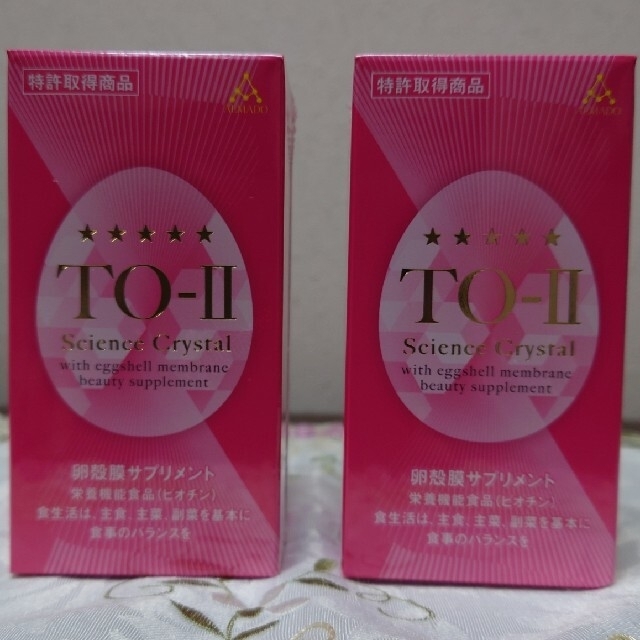 特許取得商品
ALMADO
★★★★★
TO-II
Science Crystal
with eggshell membrane
beauty supplement
卵殻膜サプリメント
栄養機能食品(ビオチン)
食生活は、主食、主菜、副菜を基本に
食事のバランスを
特許取得商品
ALMADO
★★★★★
TO-II
Science Crystal
with eggshell membrane
beauty supplement
卵殻膜サプリメント
栄養機能食品(ビオチン)
食生活は、主食、主菜、副菜を基本に
食事のバランスを